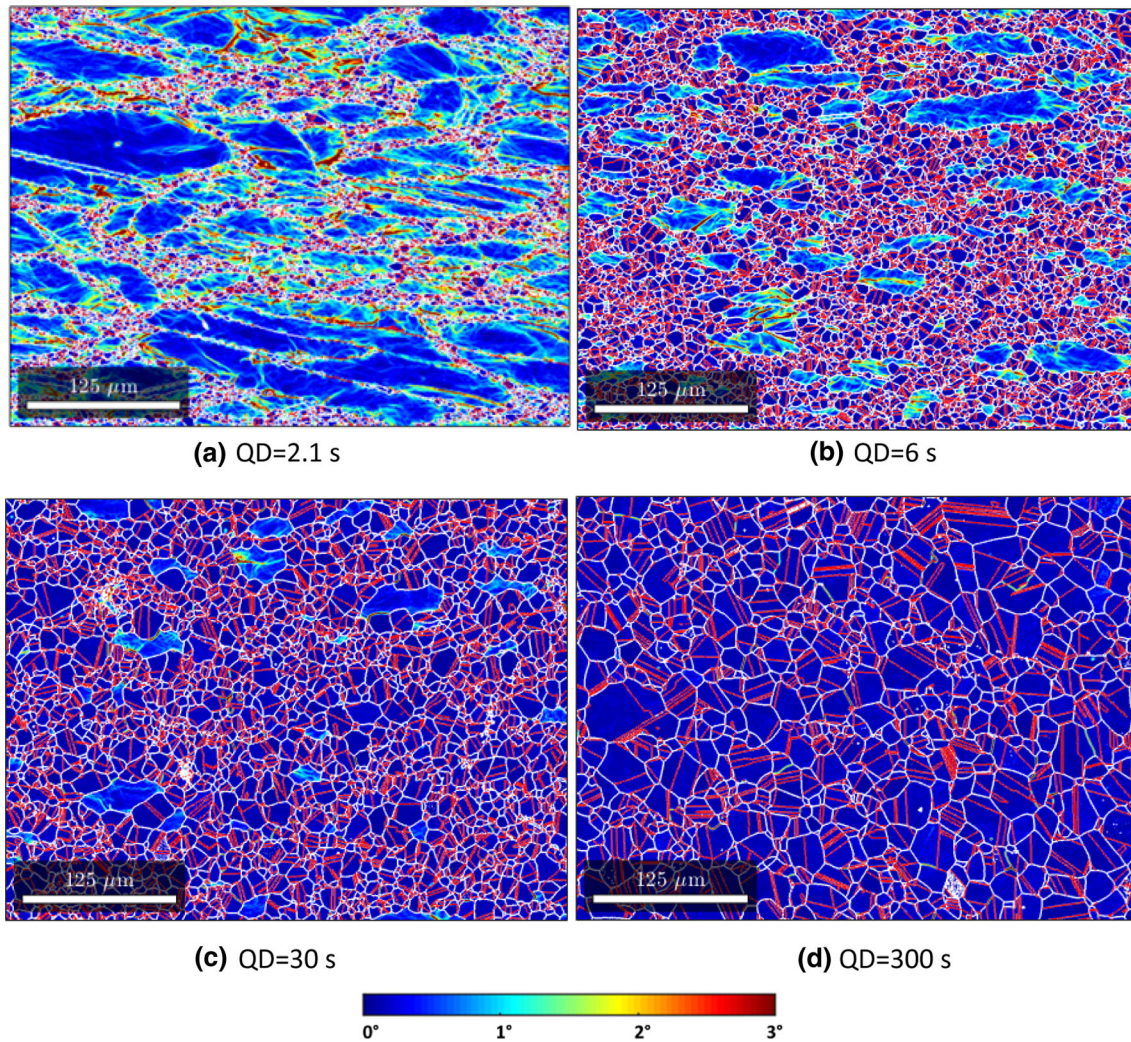 125 μm
125 μm
(a) QD=2.1 s
(b) QD=6 s
125 μm
125 μm
(c) QD=30 s
(d) QD=300 s
0° 1° 2° 3°